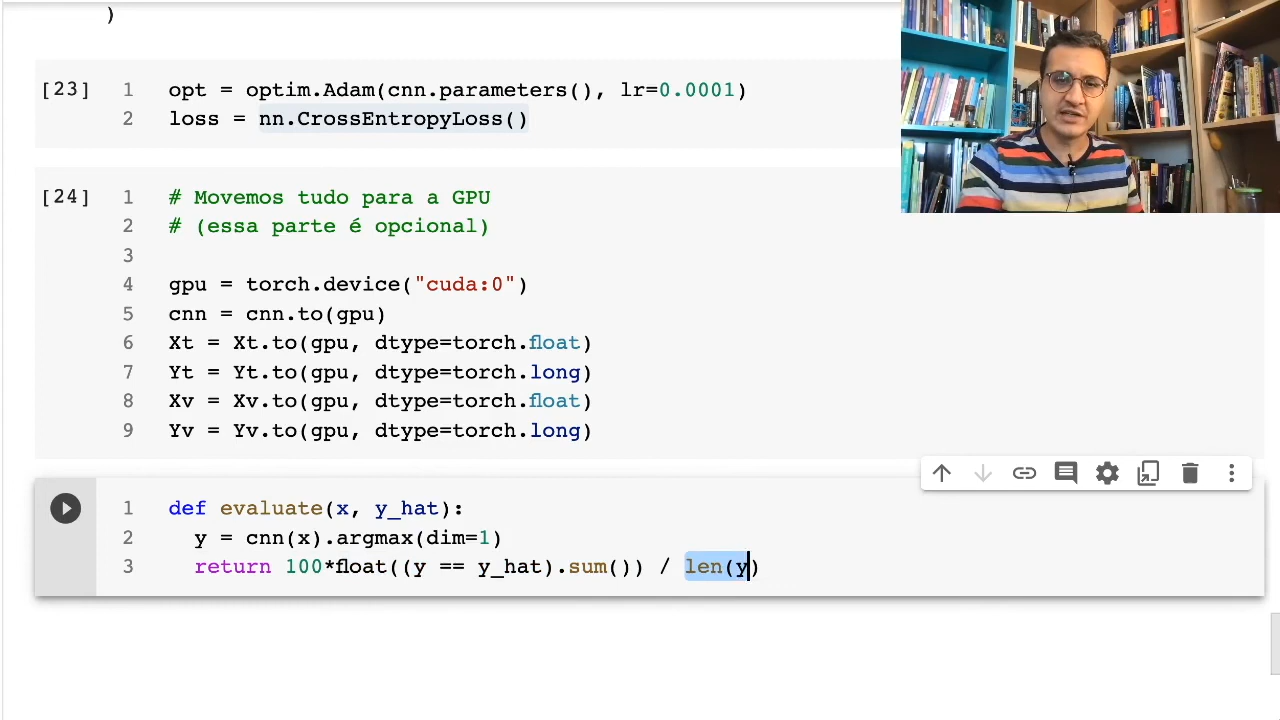 )
[23] 1 opt = optim.Adam(cnn.parameters(), lr=0.0001)
2 loss = nn.CrossEntropyLoss()
[24] 1 # Movemos tudo para a GPU
2 # (essa parte é opcional)
3
4 gpu = torch.device("cuda:0")
5 cnn = cnn.to(gpu)
6 Xt = Xt.to(gpu, dtype=torch.float)
7 Yt = Yt.to(gpu, dtype=torch.long)
8 Xv = Xv.to(gpu, dtype=torch.float)
9 Yv = Yv.to(gpu, dtype=torch.long)
1 def evaluate(x, y_hat):
2 y = cnn(x).argmax(dim=1)
3 return 100*float((y == y_hat).sum()) / len(y)